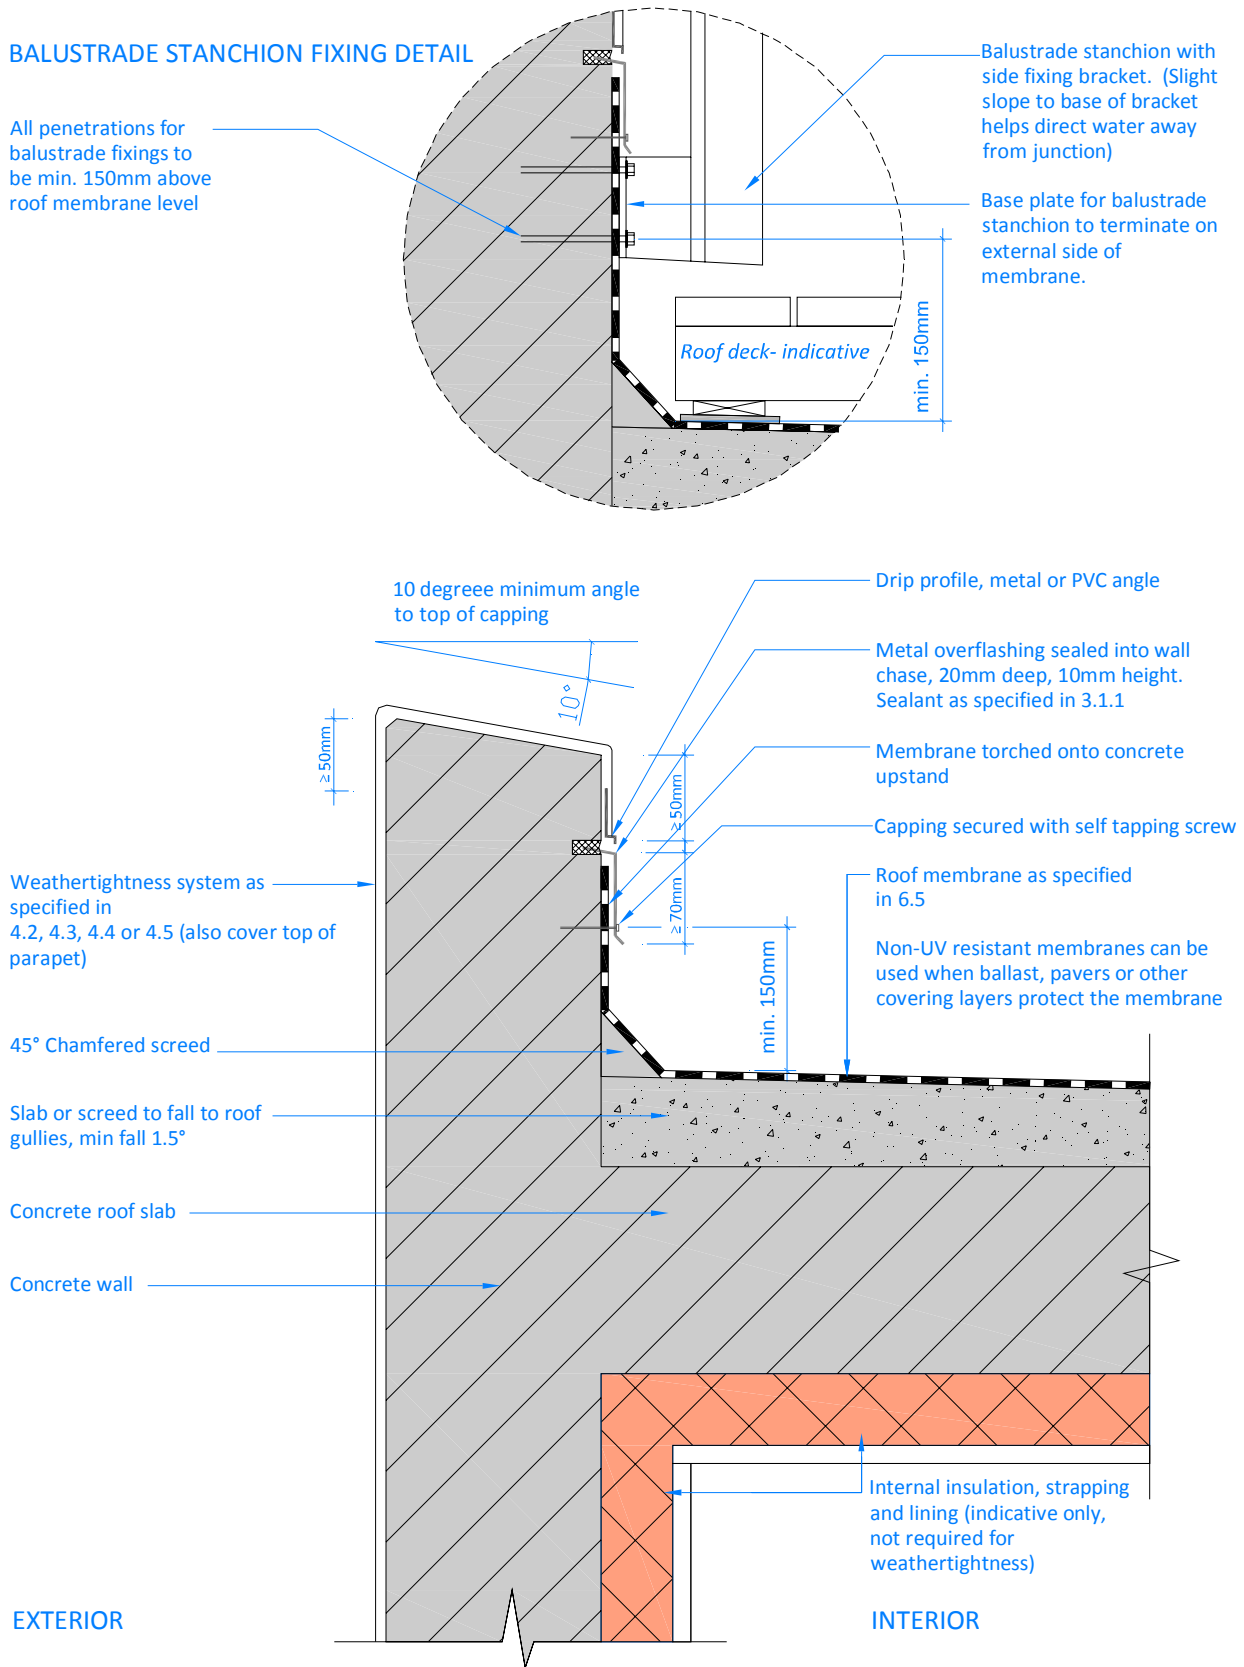 BALUSTRADE STANCHION FIXING DETAIL
All penetrations for
balustrade fixings to
be min. 150mm above
roof membrane level
Balustrade stanchion with
side fixing bracket. (Slight
slope to base of bracket
helps direct water away
from junction)
Base plate for balustrade
stanchion to terminate on
external side of
membrane.
Roof deck- indicative
min. 150mm
10 degreee minimum angle
to top of capping
10°
≥50mm
≥50mm
≥70mm
min. 150mm
Drip profile, metal or PVC angle
Metal overflashing sealed into wall
chase, 20mm deep, 10mm height.
Sealant as specified in 3.1.1
Membrane torched onto concrete
upstand
Capping secured with self tapping screw
Roof membrane as specified
in 6.5
Non-UV resistant membranes can be
used when ballast, pavers or other
covering layers protect the membrane
Weathertightness system as
specified in
4.2, 4.3, 4.4 or 4.5 (also cover top of
parapet)
45° Chamfered screed
Slab or screed to fall to roof
gullies, min fall 1.5°
Concrete roof slab
Concrete wall
Internal insulation, strapping
and lining (indicative only,
not required for
weathertightness)
EXTERIOR
INTERIOR